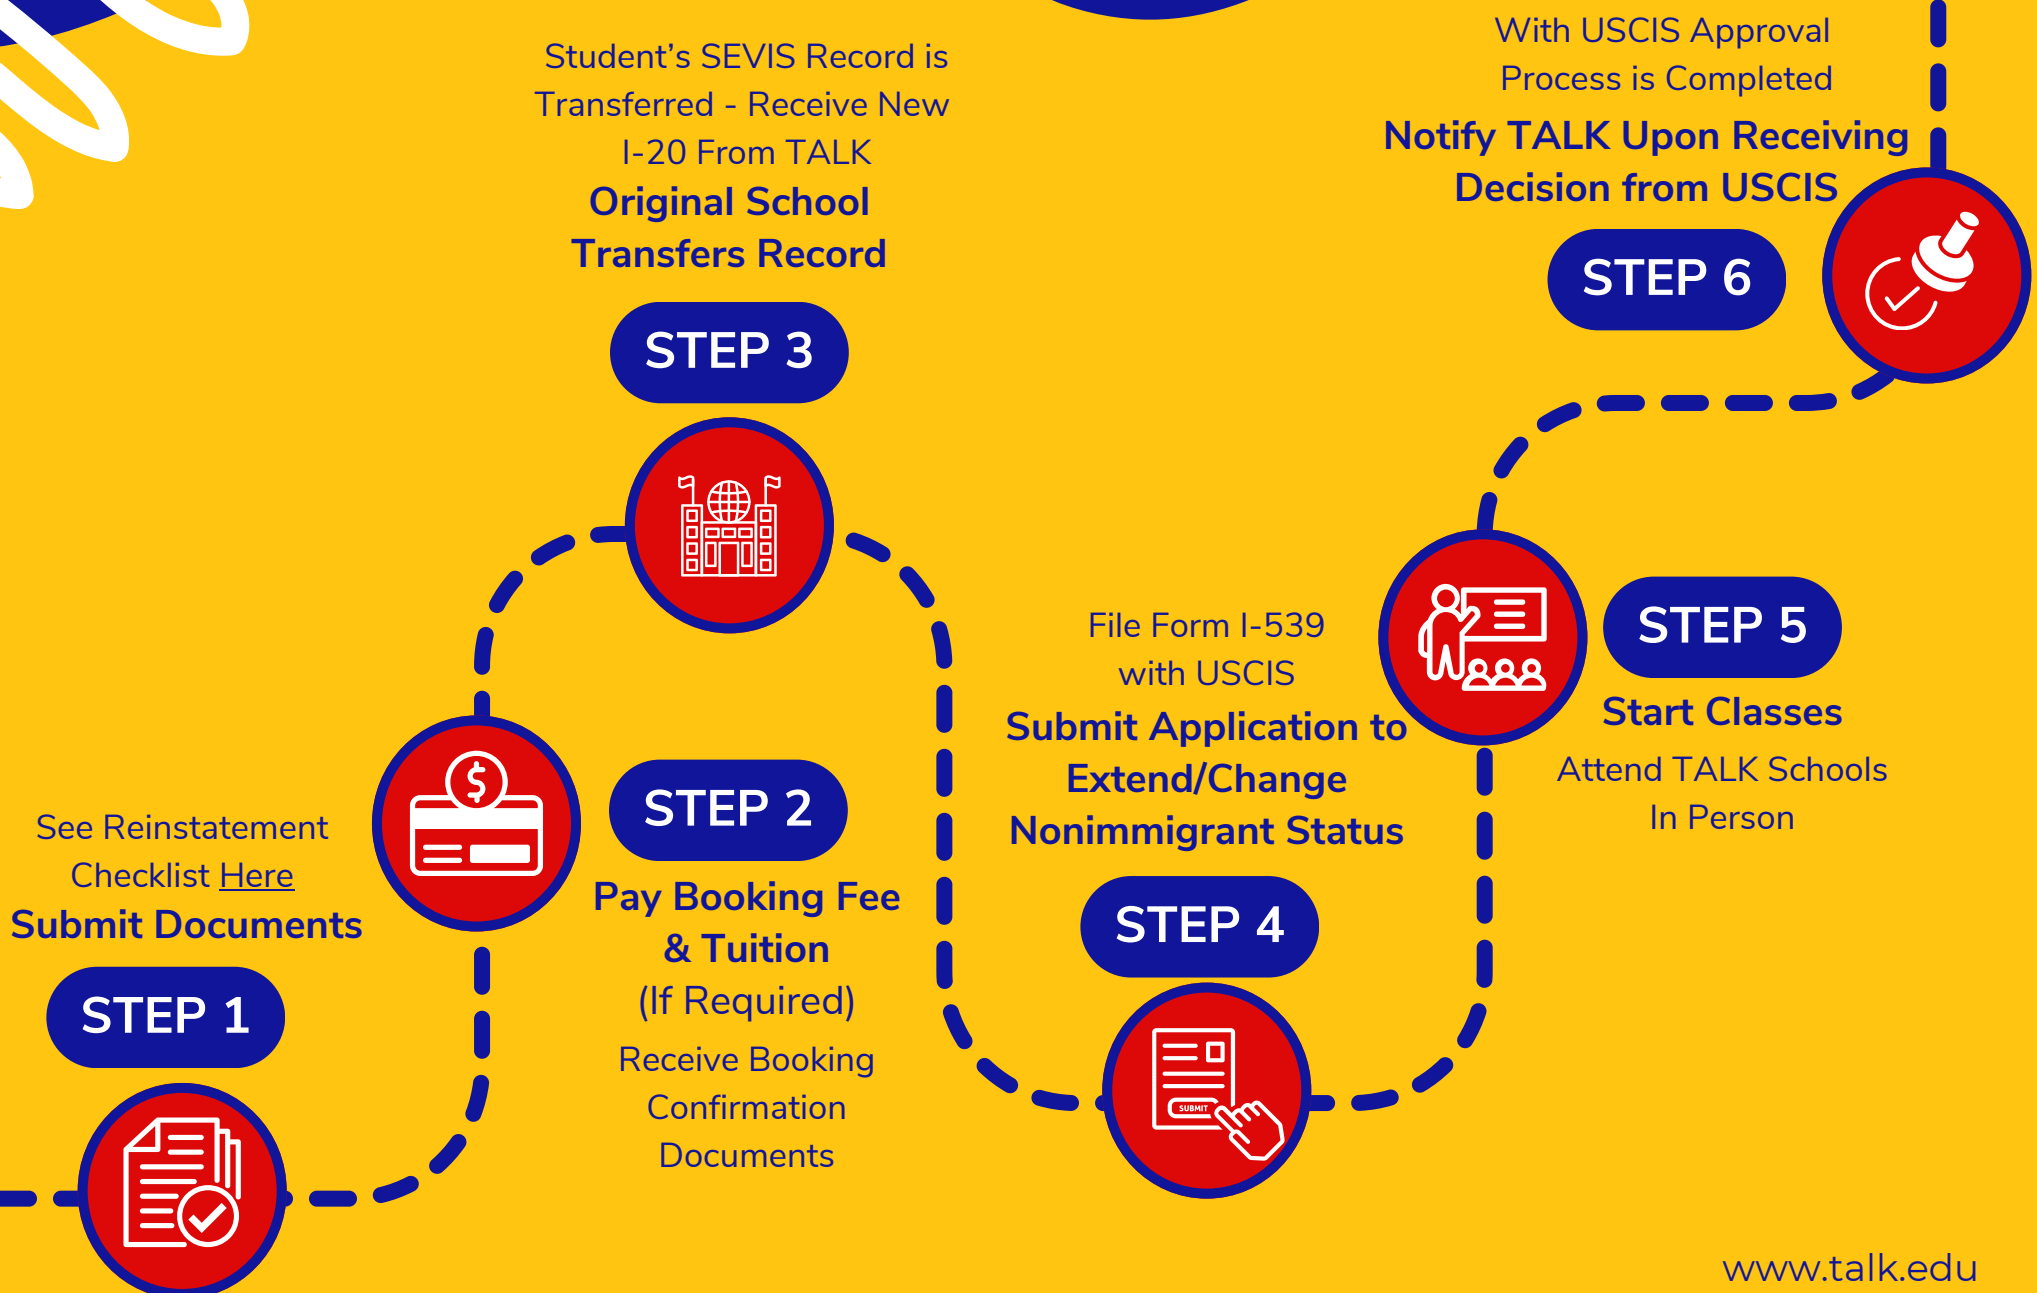 See Reinstatement
Checklist Here
Submit Documents
STEP 1
STEP 2
Pay Booking Fee
& Tuition
(If Required)
Receive Booking
Confirmation
Documents
Student’s SEVIS Record is
Transferred - Receive New
I-20 From TALK
Original School
Transfers Record
STEP 3
File Form I-539
with USCIS
Submit Application to
Extend/Change
Nonimmigrant Status
STEP 4
SUBMIT
STEP 5
Start Classes
Attend TALK Schools
In Person
With USCIS Approval
Process is Completed
Notify TALK Upon Receiving
Decision from USCIS
STEP 6
www.talk.edu